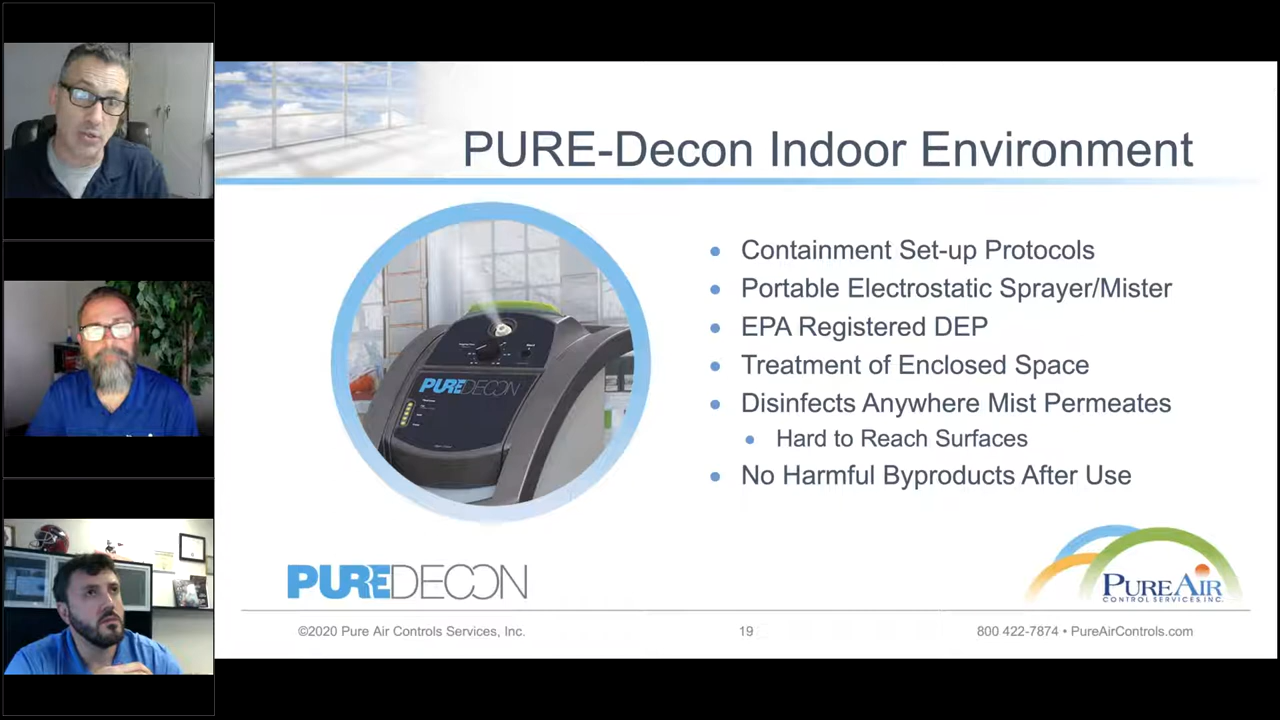 PURE-Decon Indoor Environment
PUREDECON
Containment Set-up Protocols
Portable Electrostatic Sprayer/Mister
EPA Registered DEP
Treatment of Enclosed Space
Disinfects Anywhere Mist Permeates
Hard to Reach Surfaces
No Harmful Byproducts After Use
PUREDECON
PURE AIR
CONTROL SERVICES, INC.
©2020 Pure Air Controls Services, Inc.
19
800 422-7874 • PureAirControls.com